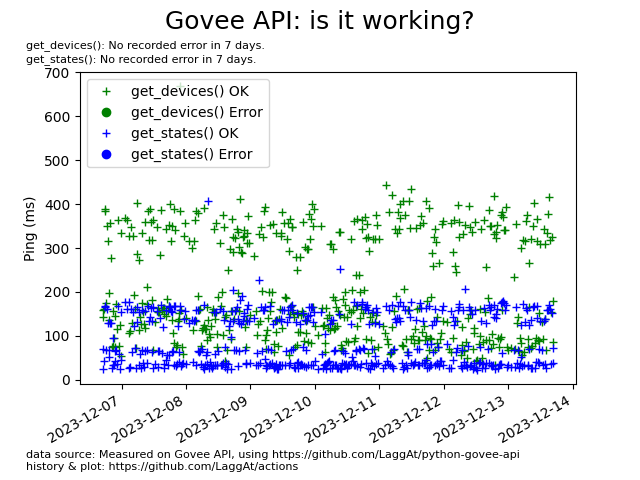 Govee API: is it working?
get_devices(): No recorded error in 7 days.
get_states(): No recorded error in 7 days.
get_devices() OK
get_devices() Error
get_states() OK
get_states() Error
Ping (ms)
700
600
500
400
300
200
100
0
2023-12-07
2023-12-08
2023-12-09
2023-12-10
2023-12-11
2023-12-12
2023-12-13
2023-12-14
data source: Measured on Govee API, using https://github.com/LaggAt/python-govee-api
history & plot: https://github.com/LaggAt/actions